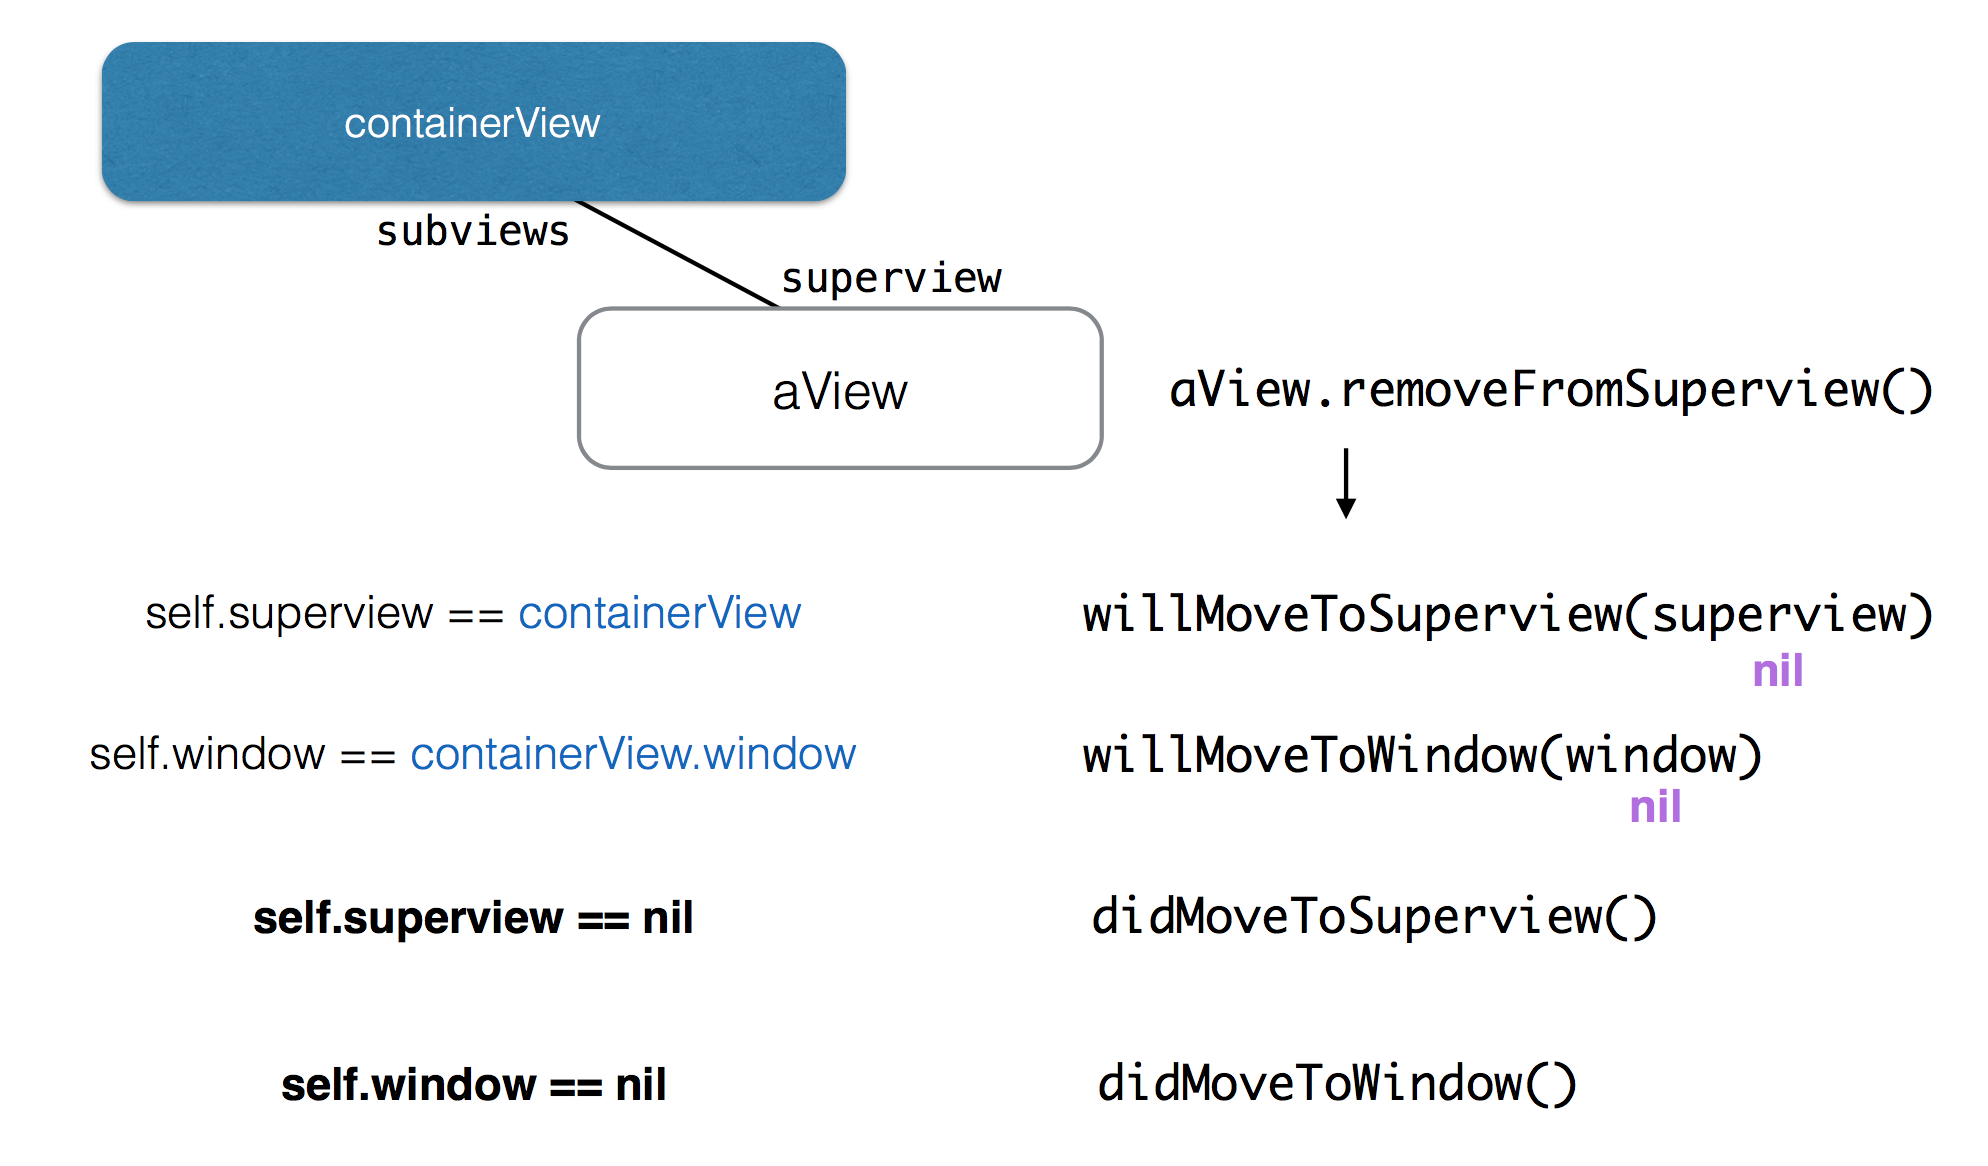 containerView
subviews
superview
aView
aView.removeFromSuperview()
self.superview == containerView
willMoveToSuperview(superview)
nil
self.window == containerView.window
willMoveToWindow(window)
nil
self.superview == nil
didMoveToSuperview()
self.window == nil
didMoveToWindow()